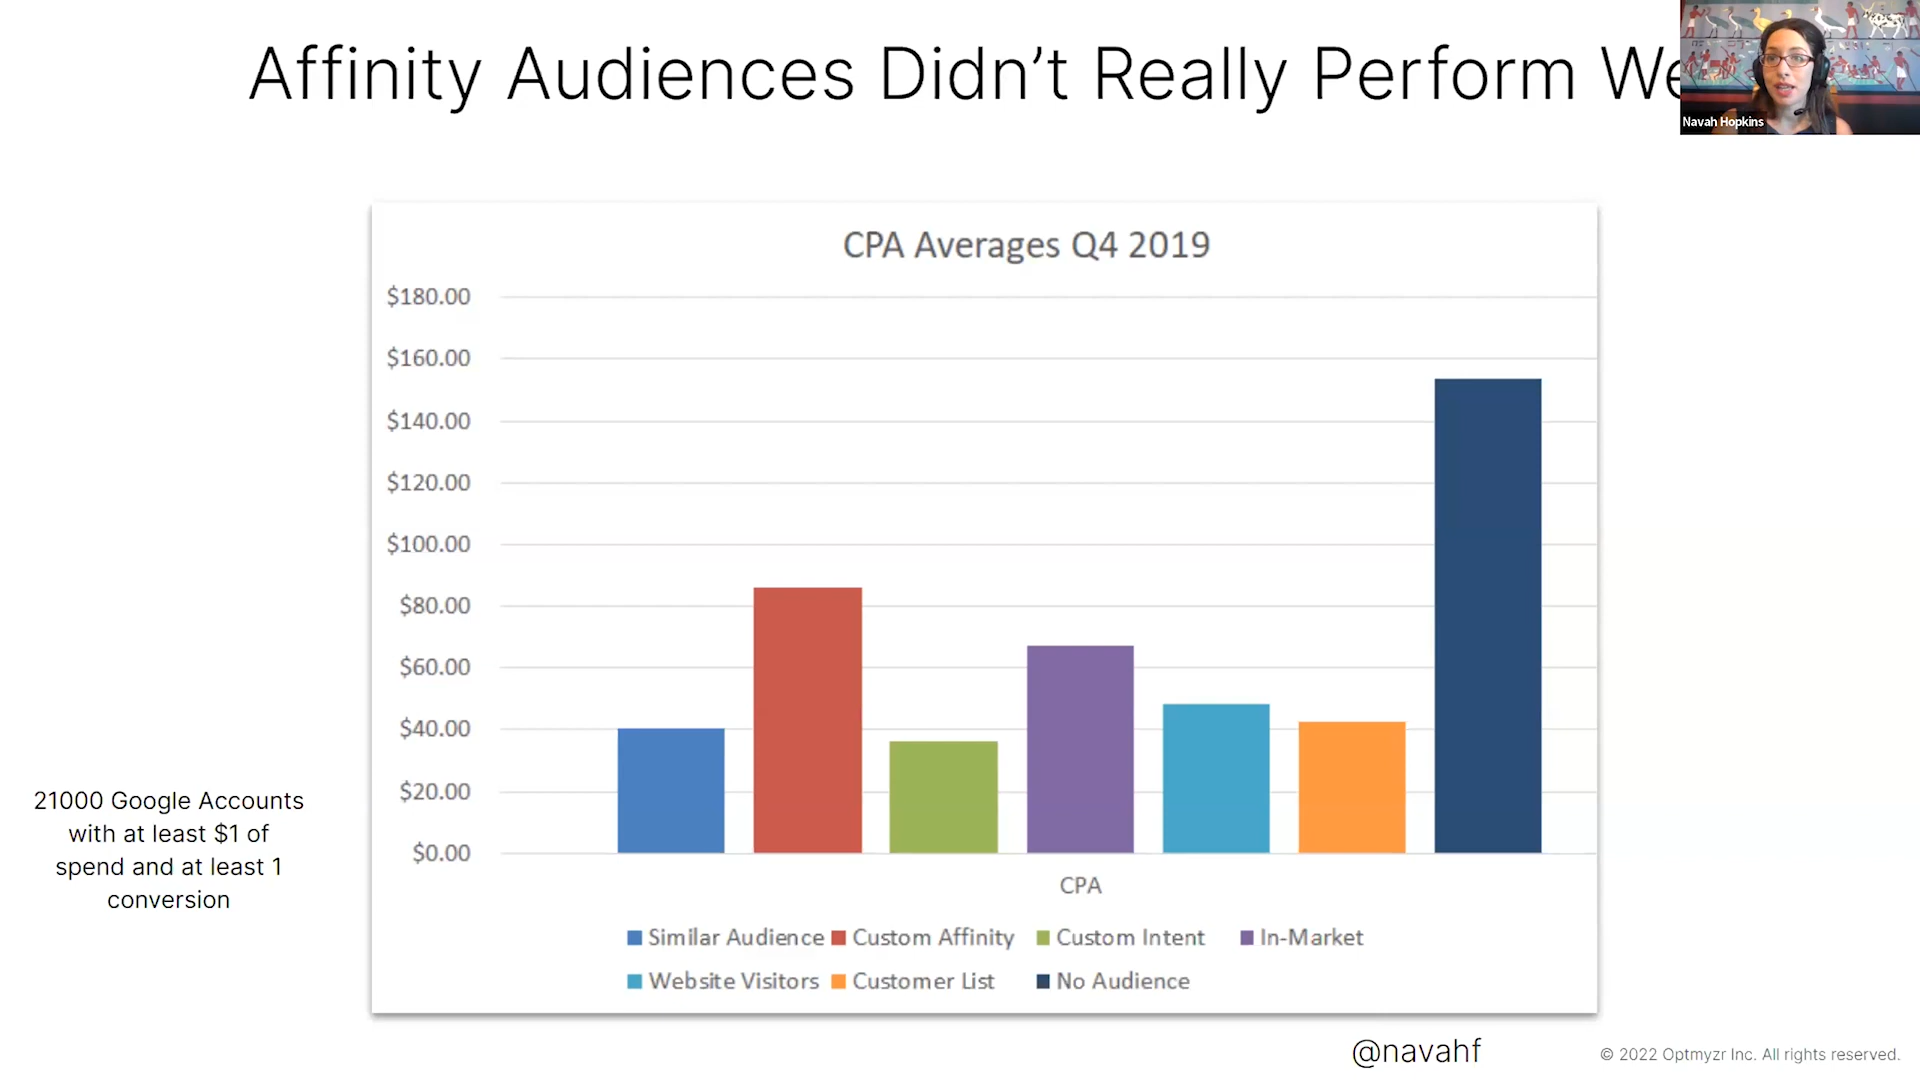 Affinity Audiences Didn’t Really Perform We
Navah Hopkins
CPA Averages Q4 2019
$180.00
$160.00
$140.00
$120.00
$100.00
$80.00
$60.00
$40.00
$20.00
$0.00
CPA
Similar Audience Custom Affinity Custom Intent In-Market
Website Visitors Customer List No Audience
21000 Google Accounts
with at least $1 of
spend and at least 1
conversion
@navahf
© 2022 Optmyzr Inc. All rights reserved.